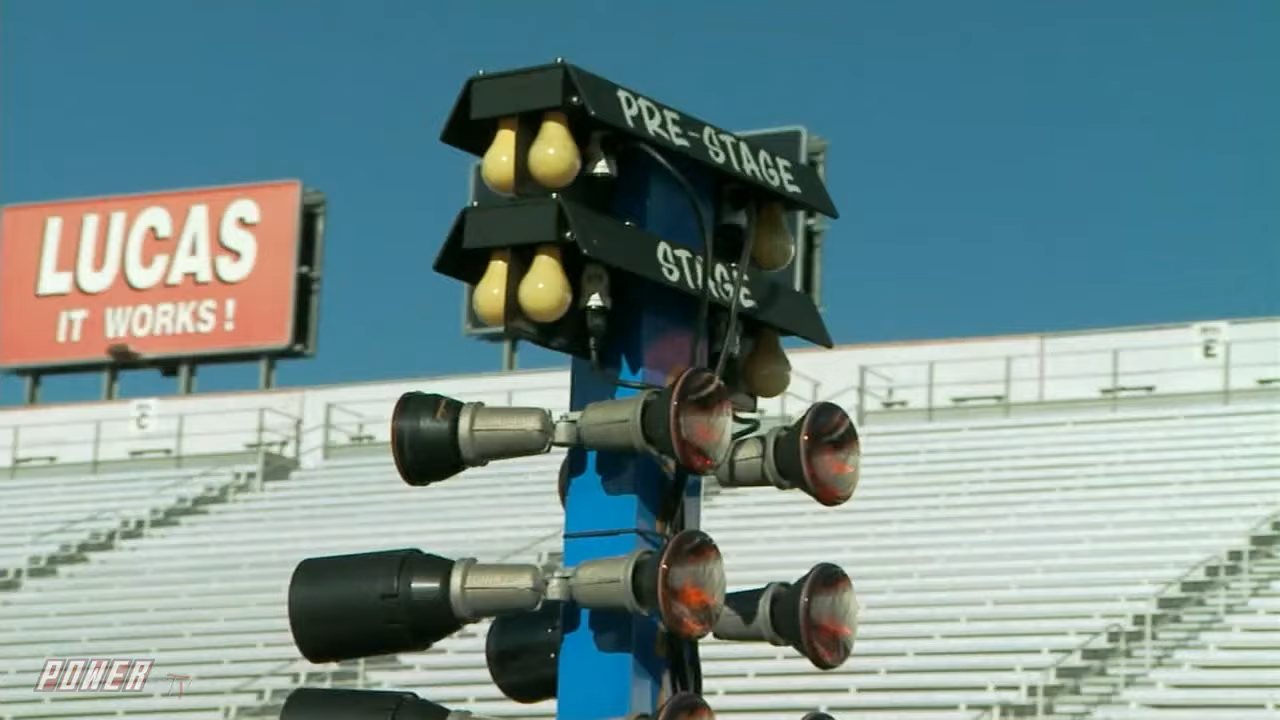 PRE-STAGE
LUCAS
IT WORKS!
STAGE
C
E
POWER